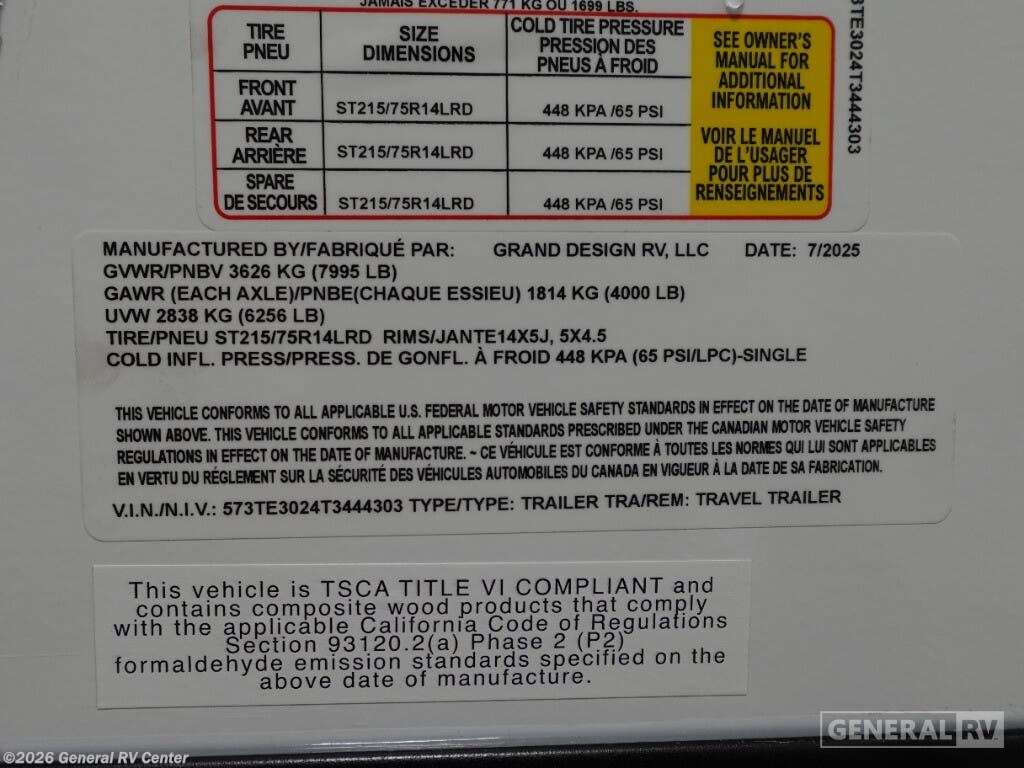 JAMAIS EXCÉDER 771 KG OU 1699 LBS.
TIRE
PNEU
SIZE
DIMENSIONS
COLD TIRE PRESSURE
PRESSION DES
PNEUS À FROID
SEE OWNER'S
MANUAL FOR
ADDITIONAL
INFORMATION
FRONT
AVANT
ST215/75R14LRD
448 KPA /65 PSI
REAR
ARRIÈRE
ST215/75R14LRD
448 KPA /65 PSI
VOIR LE MANUEL
DE L'USAGER
POUR PLUS DE
RENSEIGNEMENTS
SPARE
DE SECOURS
ST215/75R14LRD
448 KPA /65 PSI
3TE3024T3444303
MANUFACTURED BY/FABRIQUÉ PAR: GRAND DESIGN RV, LLC DATE: 7/2025
GVWR/PNBV 3626 KG (7995 LB)
GAWR (EACH AXLE)/PNBE(CHAQUE ESSIEU) 1814 KG (4000 LB)
UVW 2838 KG (6256 LB)
TIRE/PNEU ST215/75R14LRD RIMS/JANTE14X5J, 5X4.5
COLD INFL. PRESS/PRESS. DE GONFL. À FROID 448 KPA (65 PSI/LPC)-SINGLE
THIS VEHICLE CONFORMS TO ALL APPLICABLE U.S. FEDERAL MOTOR VEHICLE SAFETY STANDARDS IN EFFECT ON THE DATE OF MANUFACTURE
SHOWN ABOVE. THIS VEHICLE CONFORMS TO ALL APPLICABLE STANDARDS PRESCRIBED UNDER THE CANADIAN MOTOR VEHICLE SAFETY
REGULATIONS IN EFFECT ON THE DATE OF MANUFACTURE. ~ CE VÉHICULE EST CONFORME À TOUTES LES NORMES QUI LUI SONT APPLICABLES
EN VERTU DU RÉGLEMENT SUR LA SÉCURITÉ DES VÉHICULES AUTOMOBILES DU CANADA EN VIGUEUR À LA DATE DE SA FABRICATION.
V.I.N./N.I.V.: 573TE3024T3444303 TYPE/TYPE: TRAILER TRA/REM: TRAVEL TRAILER
This vehicle is TSCA TITLE VI COMPLIANT and
contains composite wood products that comply
with the applicable California Code of Regulations
Section 93120.2(a) Phase 2 (P2)
formaldehyde emission standards specified on the
above date of manufacture.
GENERAL RV
©2026 General RV Center